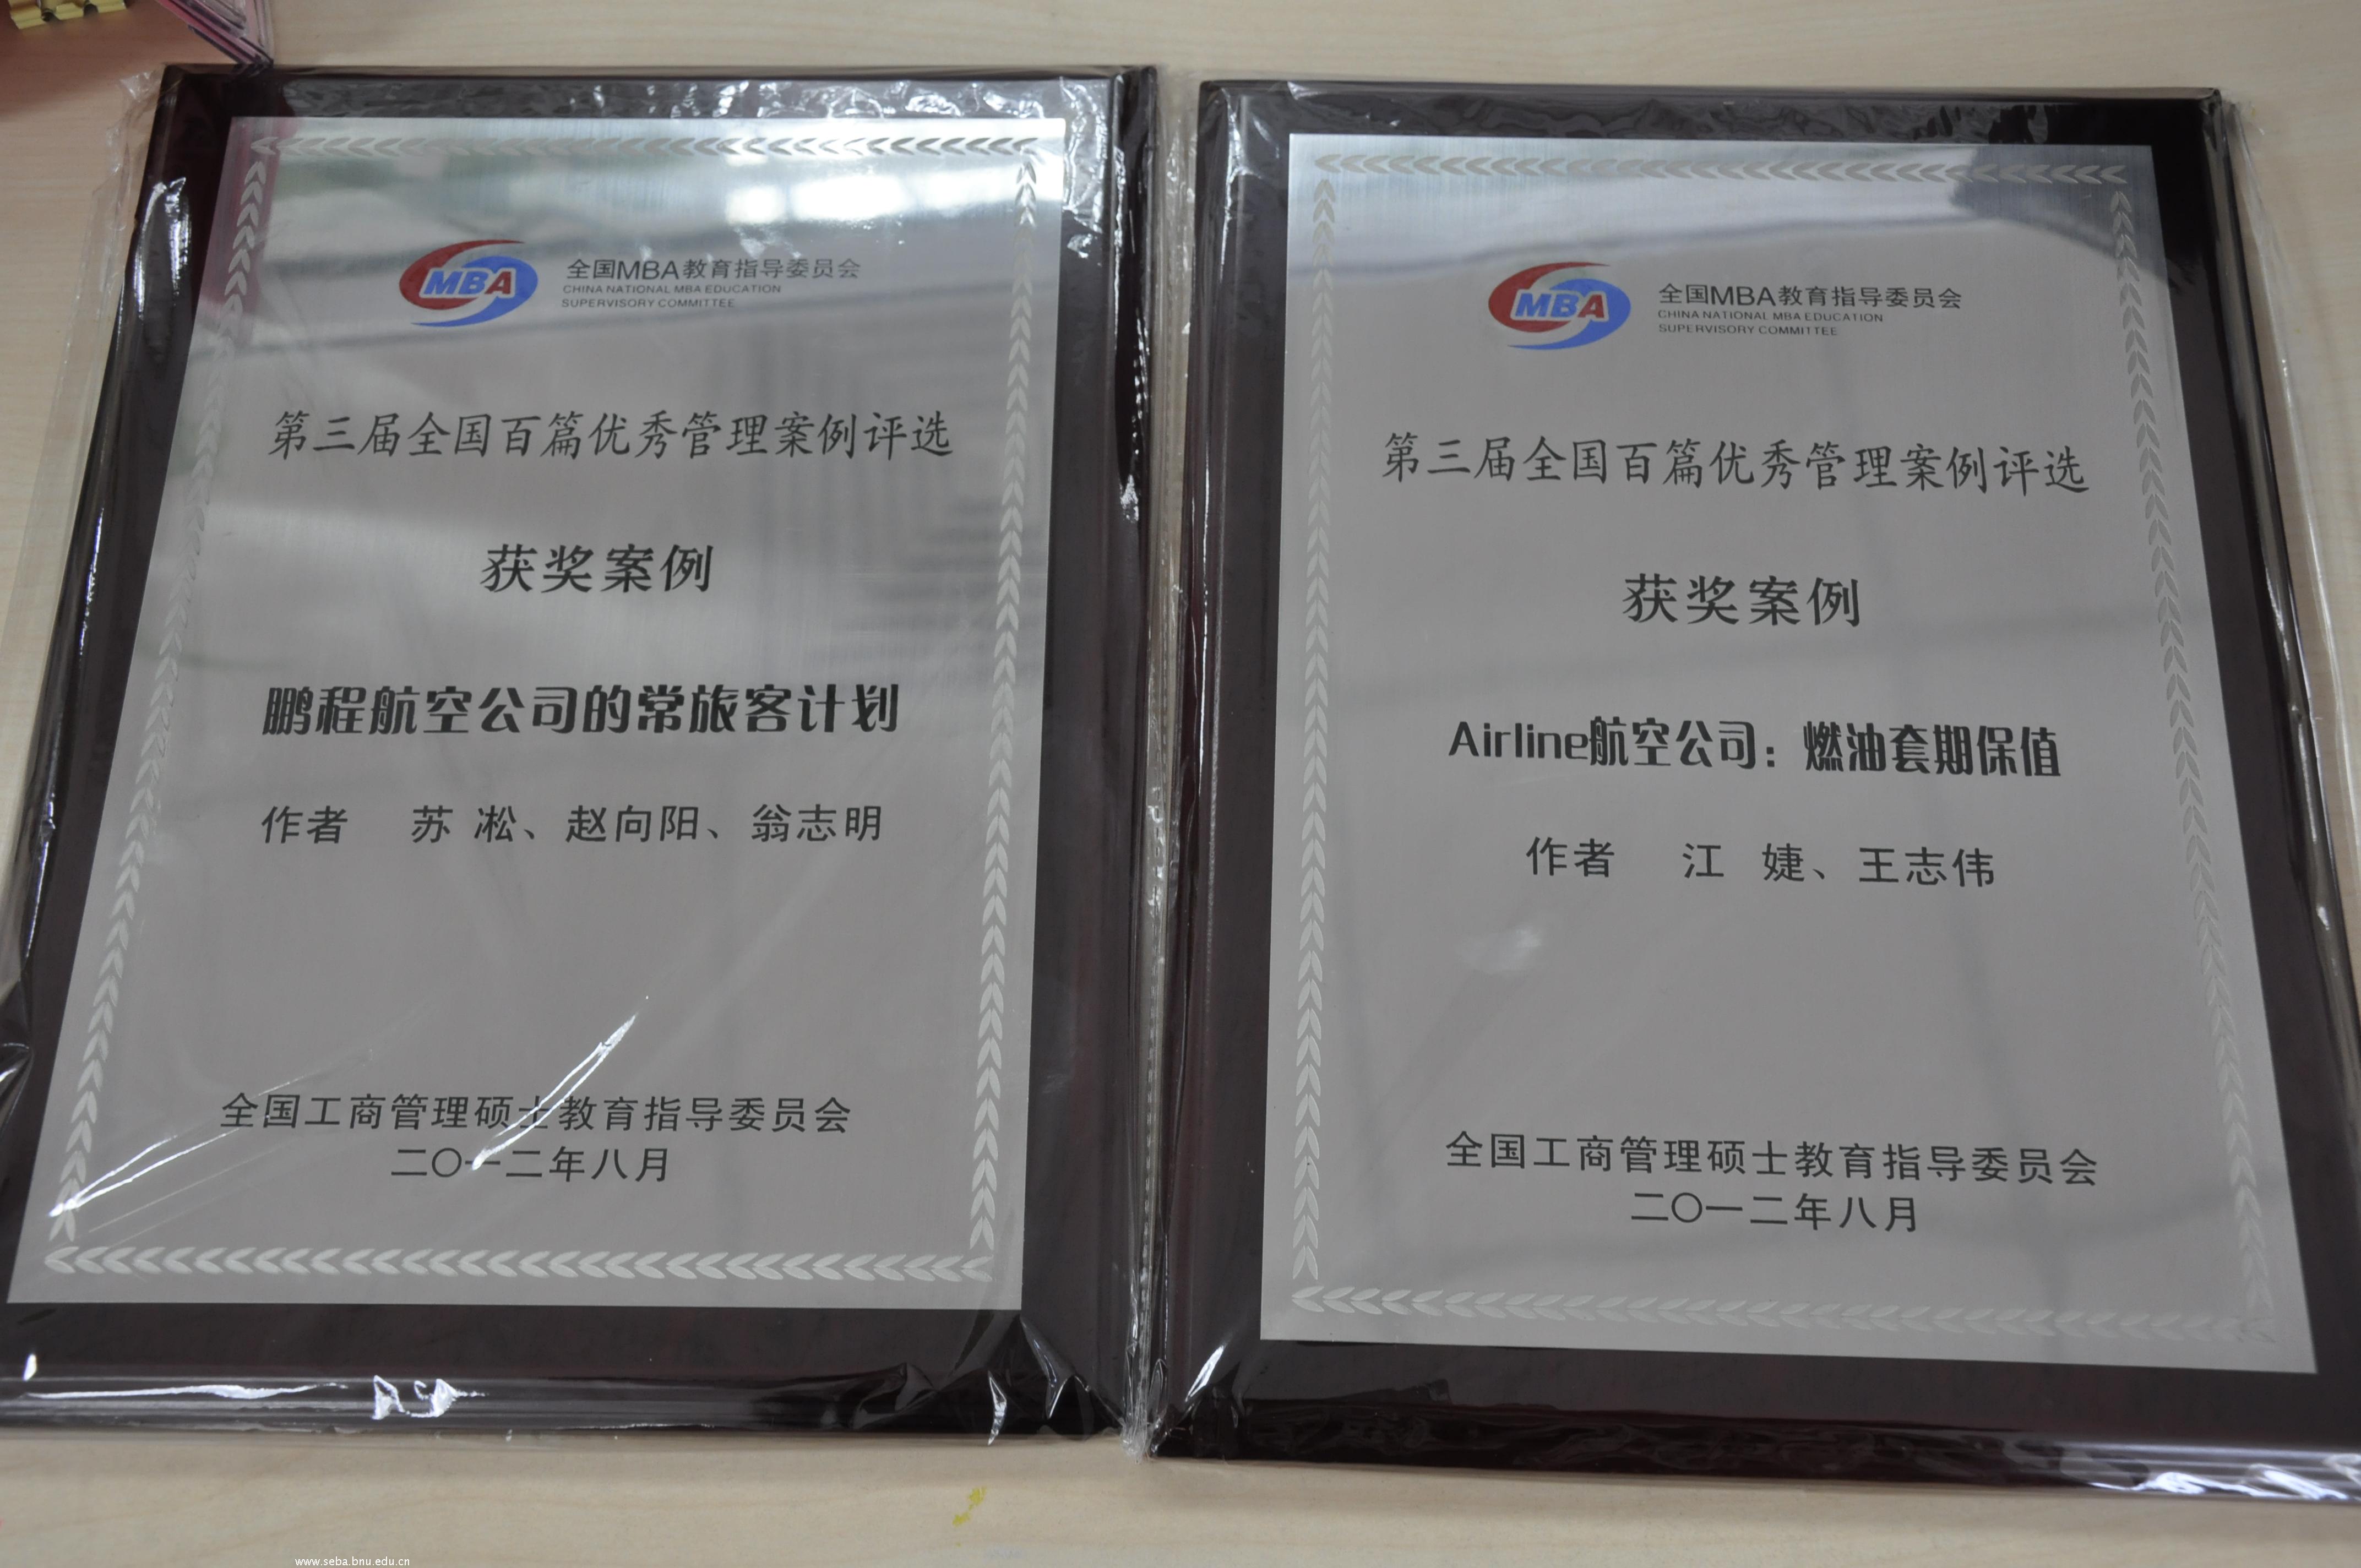 MBA
全国MBA教育指导委员会
CHINA NATIONAL MBA EDUCATION
SUPERVISORY COMMITTEE
第三届全国百篇优秀管理案例评选
获奖案例
鹏程航空公司的常旅客计划
作者 苏 凇、赵向阳、翁志明
全国工商管理硕士教育指导委员会
二〇一二年八月
MBA
全国MBA教育指导委员会
CHINA NATIONAL MBA EDUCATION
SUPERVISORY COMMITTEE
第三届全国百篇优秀管理案例评选
获奖案例
Airline航空公司：燃油套期保值
作者 江 婕、王志伟
全国工商管理硕士教育指导委员会
二〇一二年八月
www.seba.bnu.edu.cn